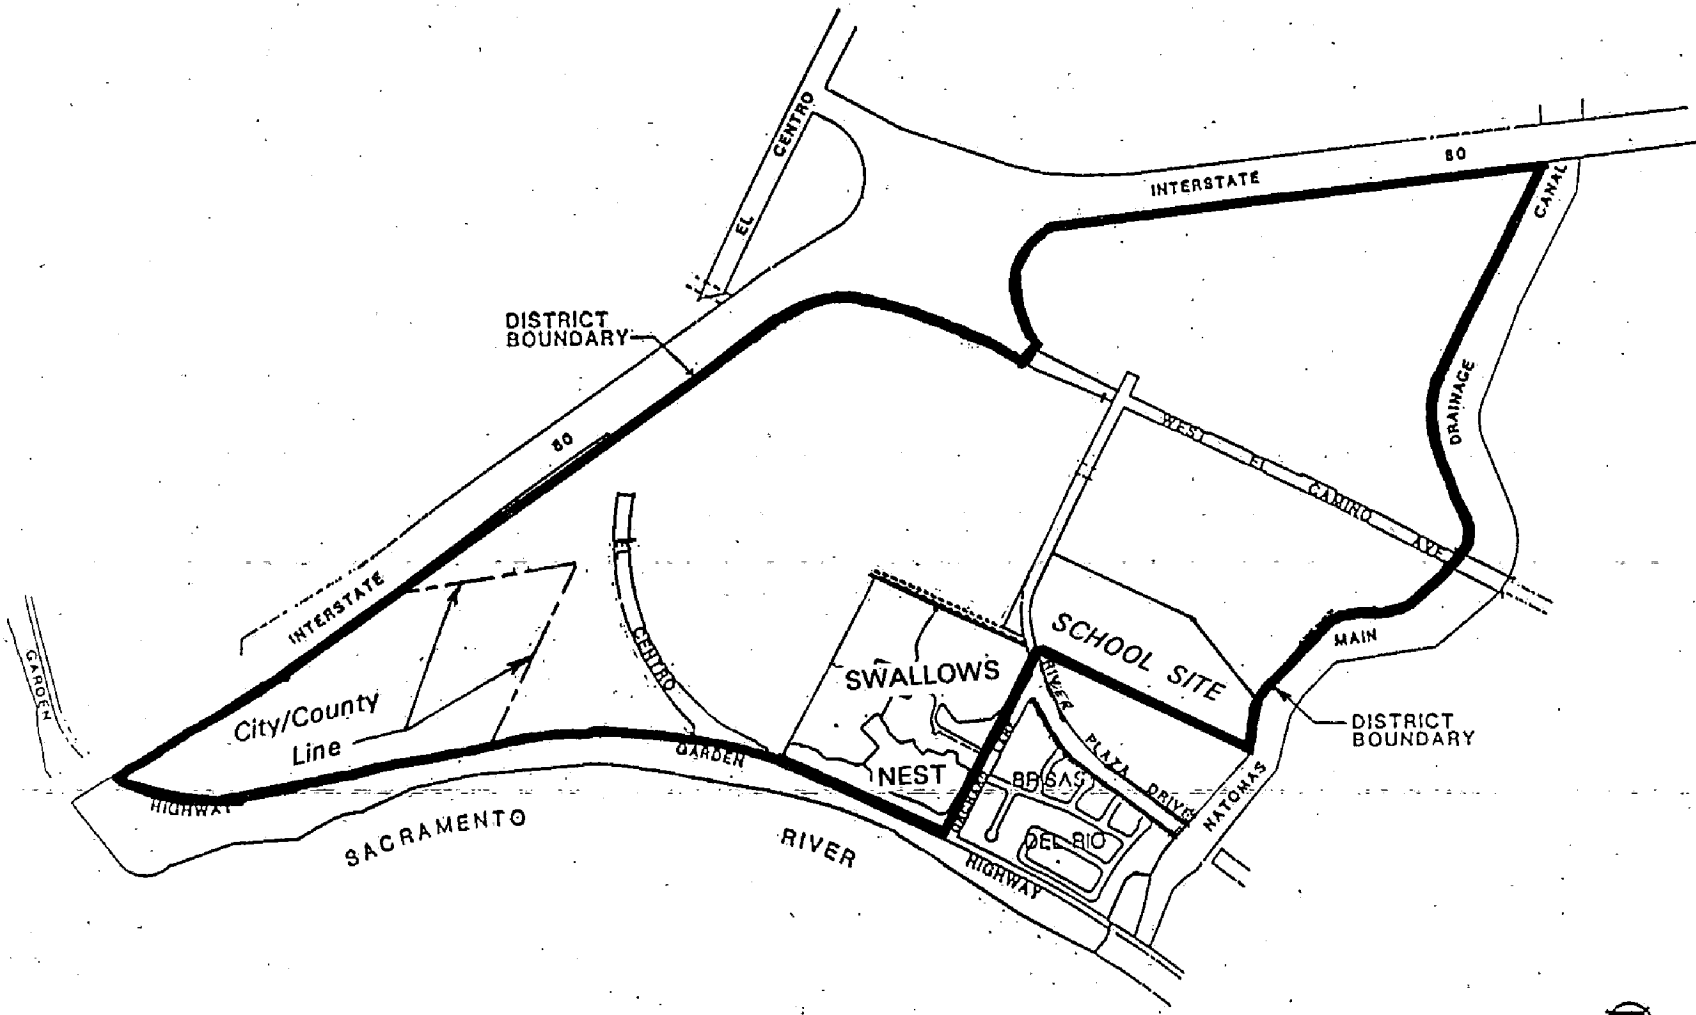 CENTRO
EL
80
INTERSTATE
CANAL
DISTRICT
BOUNDARY
DRAINAGE
WEST
EL
CAMINO
AVE
80
INTERSTATE
EL
CENTRO
GARDEN
City/County
Line
SCHOOL SITE
MAIN
SWALLOWS
NEST
RIVER
PLAZA
DRIVE
DISTRICT
BOUNDARY
GARDEN
HIGHWAY
BRISAS
DEL RIO
NATOMAS
SACRAMENTO
RIVER
HIGHWAY